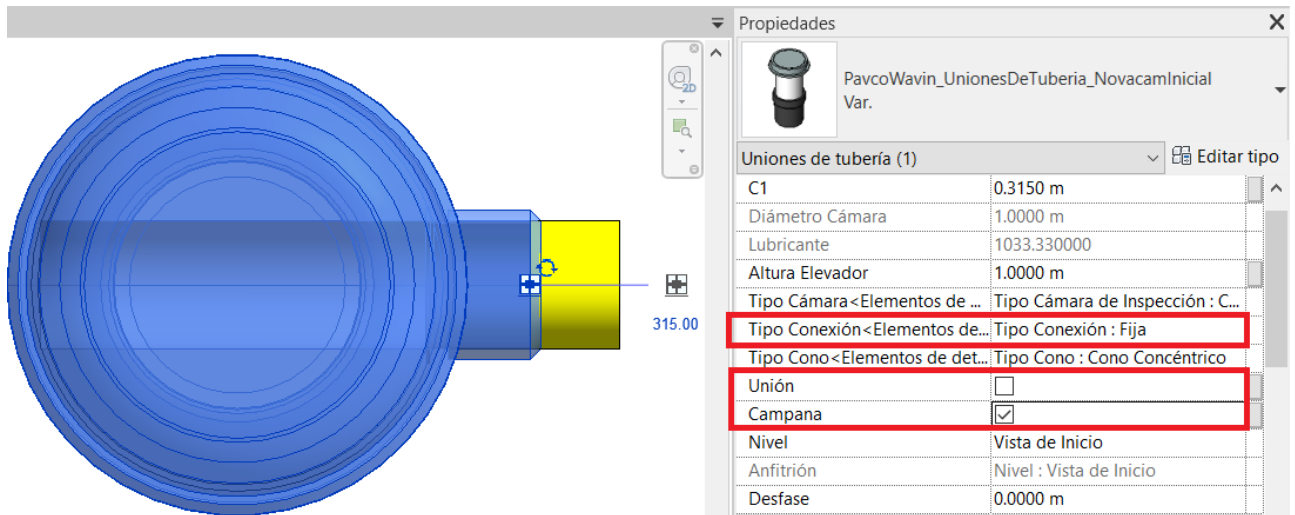 Propiedades
2D
PavcoWavin_UnionesDeTuberia_NovacamInicial
Var.
Uniones de tubería (1)
Editar tipo
C1 0.3150 m
Diámetro Cámara 1.0000 m
Lubricante 1033.330000
Altura Elevador 1.0000 m
Tipo Cámara<Elementos de ... Tipo Cámara de Inspección : C...
Tipo Conexión<Elementos de... Tipo Conexión : Fija
Tipo Cono<Elementos de det... Tipo Cono : Cono Concéntrico
Unión
Campana
Nivel Vista de Inicio
Anfitrión Nivel : Vista de Inicio
Desfase 0.0000 m
315.00